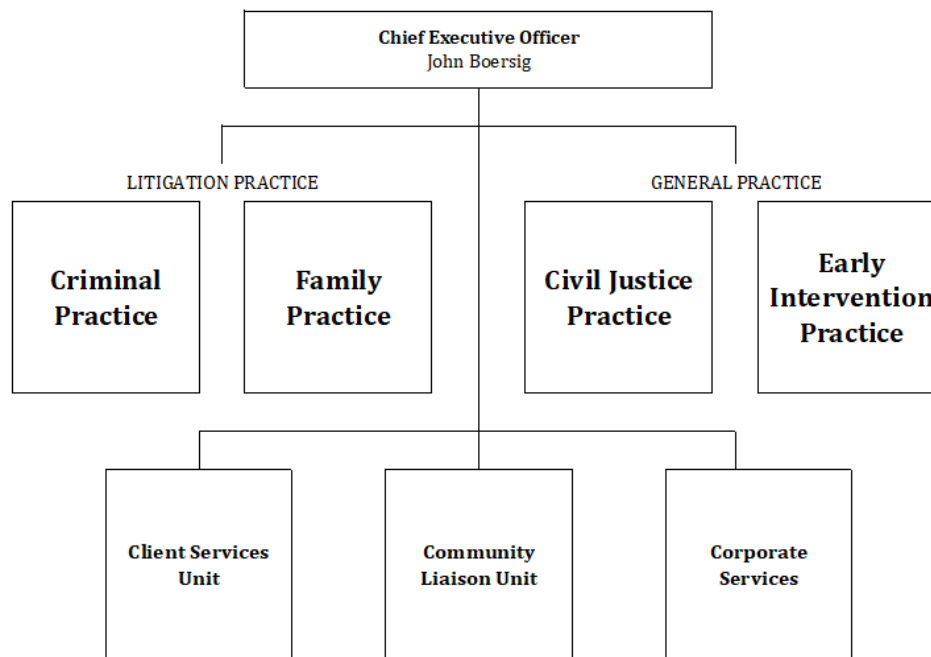 Chief Executive Officer
John Boersig
LITIGATION PRACTICE
GENERAL PRACTICE
Criminal
Practice
Family
Practice
Civil Justice
Practice
Early
Intervention
Practice
Client Services
Unit
Community
Liaison Unit
Corporate
Services